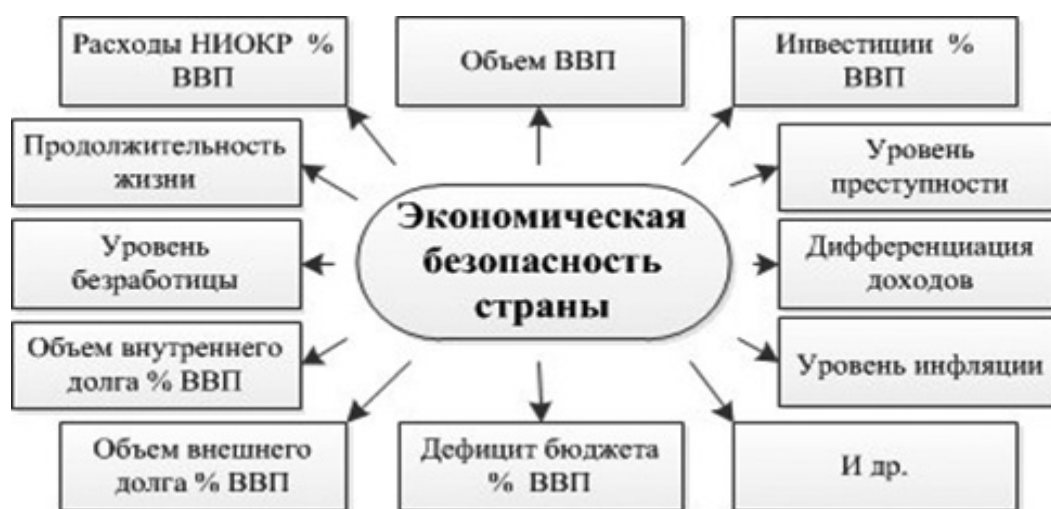 Расходы НИОКР %
ВВП
Объем ВВП
Инвестиции %
ВВП
Продолжительность
жизни
Уровень
преступности
Экономическая
безопасность
страны
Уровень
безработицы
Дифференциация
доходов
Объем внутреннего
долга % ВВП
Уровень инфляции
Объем внешнего
долга % ВВП
Дефицит бюджета
% ВВП
И др.